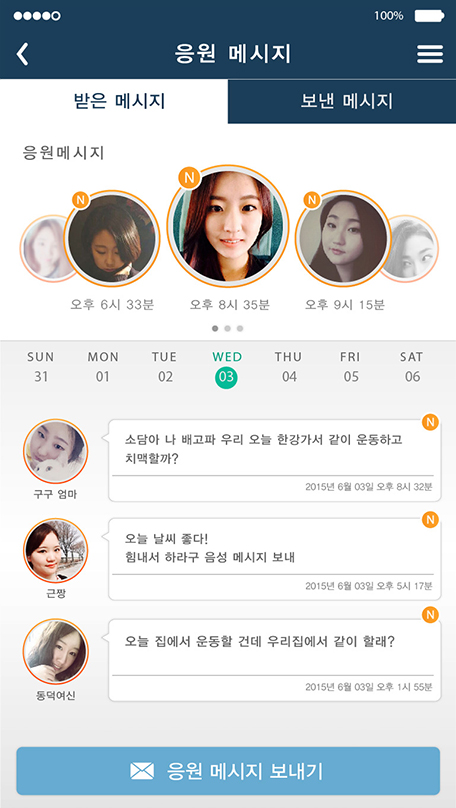 100%
응원 메시지
받은 메시지
보낸 메시지
응원메시지
N
N
N
오후 6시 33분
오후 8시 35분
오후 9시 15분
SUN MON TUE WED THU FRI SAT
31 01 02 03 04 05 06
N
소담아 나 배고파 우리 오늘 한강가서 같이 운동하고
치맥할까?
구구 엄마
2015년 6월 03일 오후 8시 32분
N
오늘 날씨 좋다!
힘내서 하라구 음성 메시지 보내
근짱
2015년 6월 03일 오후 5시 17분
N
오늘 집에서 운동할 건데 우리집에서 같이 할래?
동덕여신
2015년 6월 03일 오후 1시 55분
응원 메시지 보내기